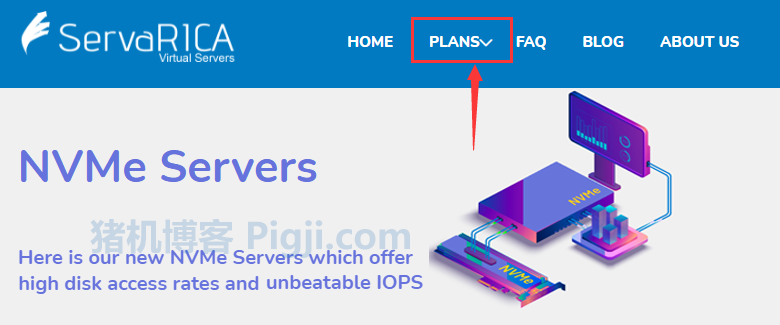 ServaRICA
Virtual Servers
HOME
PLANS
FAQ
BLOG
ABOUT US
NVMe Servers
猪机博客 Pigji.com
Here is our new NVMe Servers which offer
high disk access rates and unbeatable IOPS
NVMe
NVMe